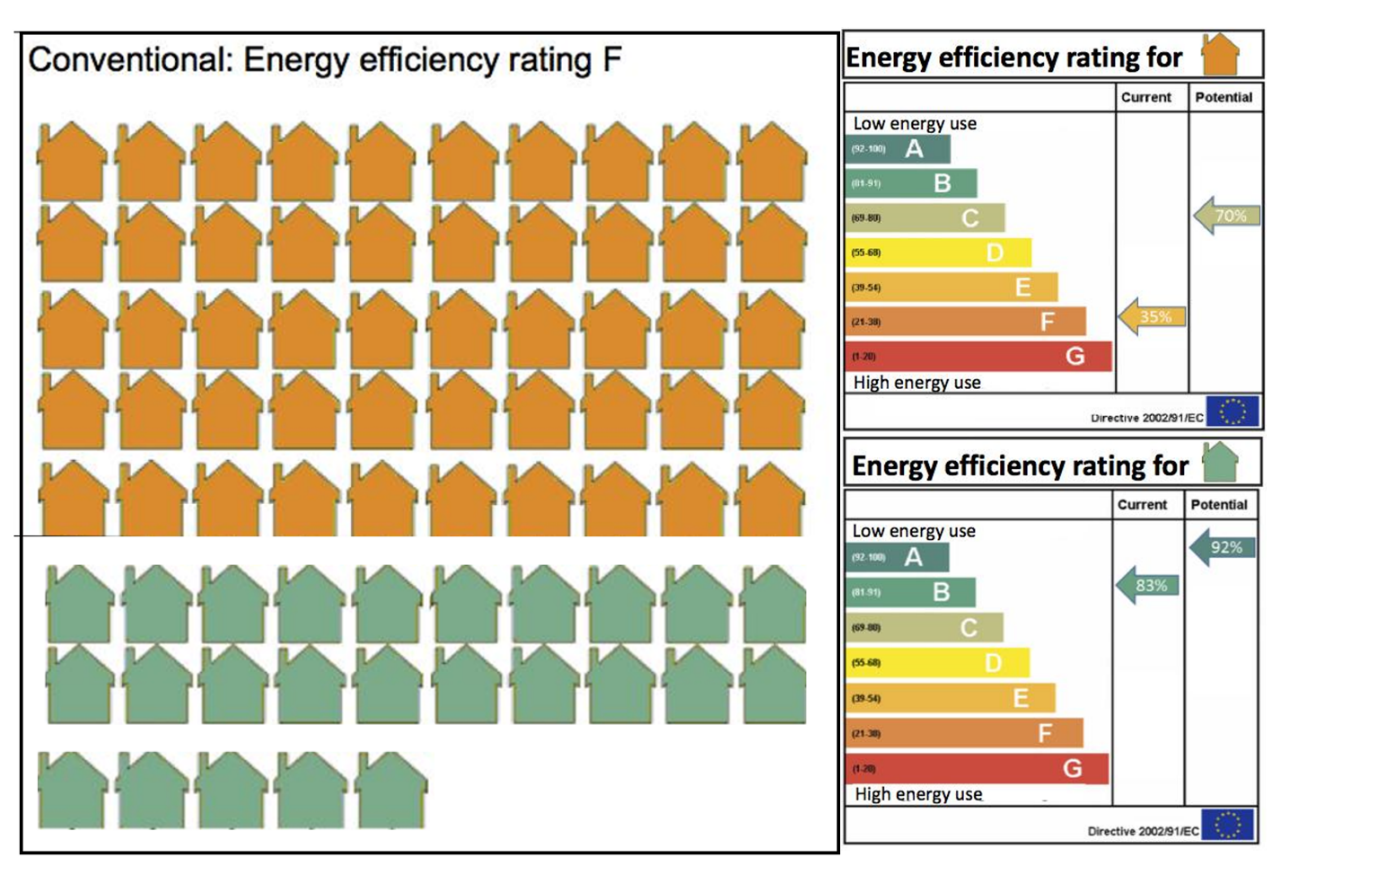 Conventional: Energy efficiency rating F
Energy efficiency rating for
Current Potential
Low energy use
(92-100) A
(81-91) B
(69-80) C
70%
(55-68) D
(39-54) E
(21-38) F
35%
(1-20) G
High energy use
Directive 2002/91/EC
Energy efficiency rating for
Current Potential
Low energy use
92%
(92-100) A
(81-91) B
83%
(69-80) C
(55-68) D
(39-54) E
(21-38) F
(1-20) G
High energy use
Directive 2002/91/EC